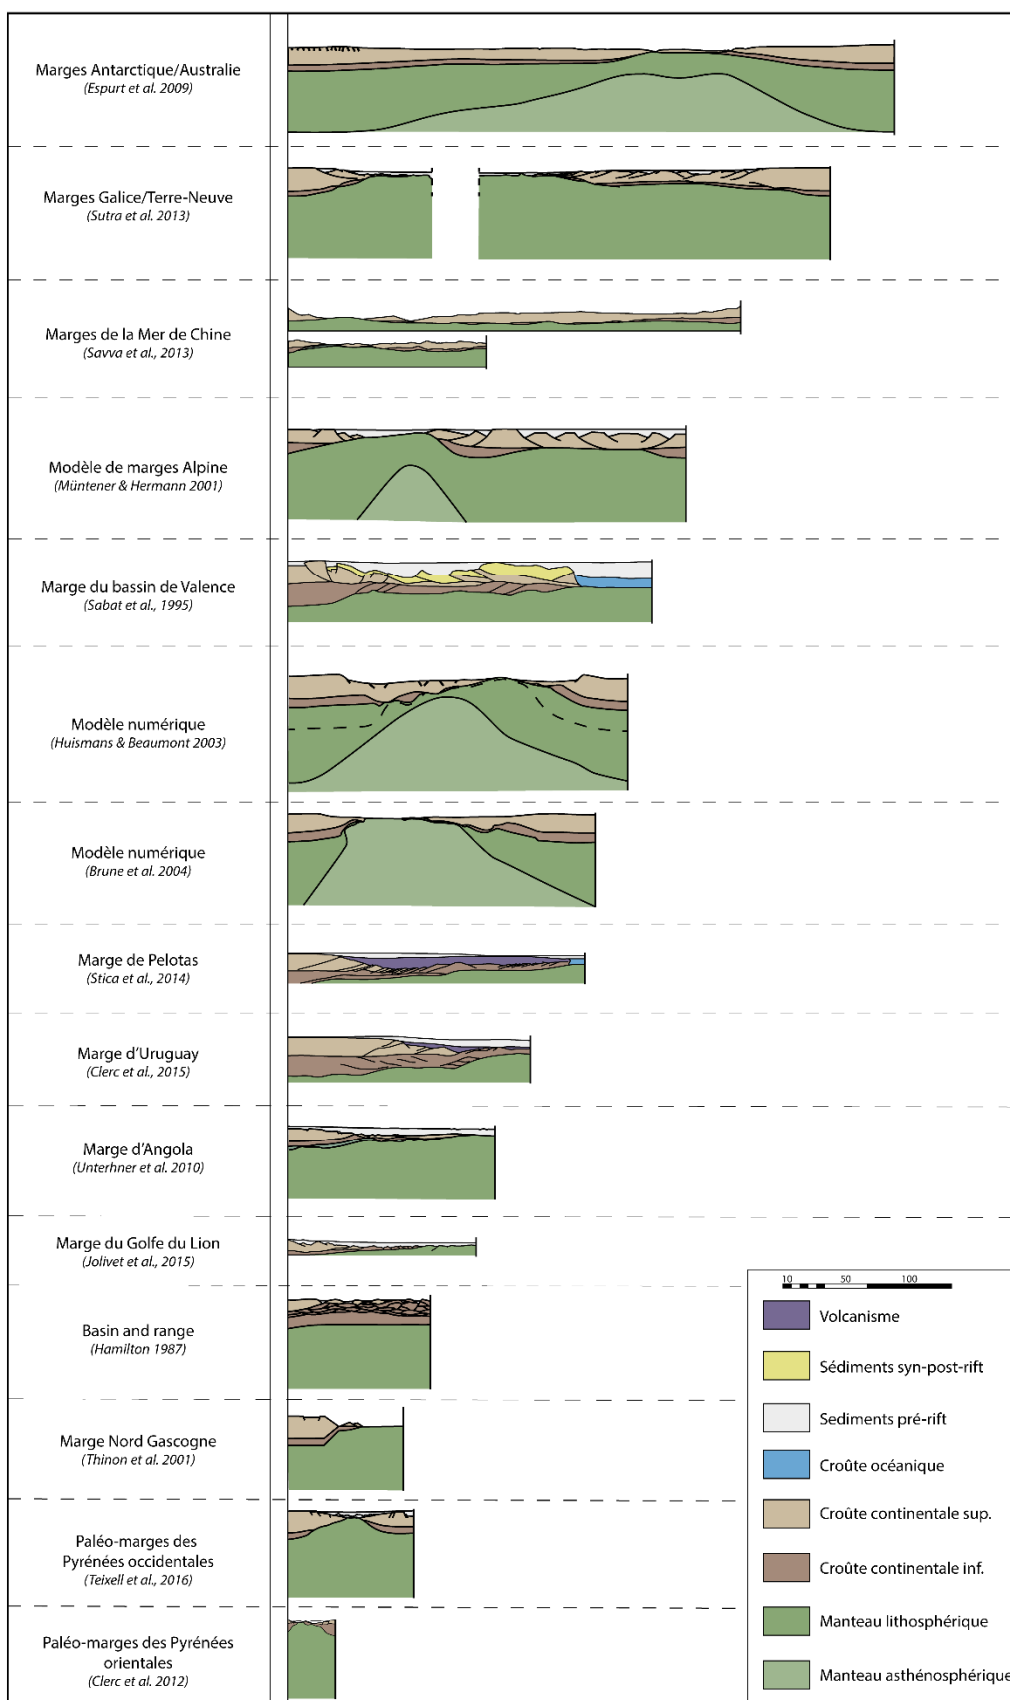 Marges Antarctique/Australie
(Espurt et al. 2009)
Marges Galice/Terre-Neuve
(Sutra et al. 2013)
Marges de la Mer de Chine
(Savva et al., 2013)
Modèle de marges Alpine
(Müntener & Hermann 2001)
Marge du bassin de Valence
(Sabat et al., 1995)
Modèle numérique
(Huismans & Beaumont 2003)
Modèle numérique
(Brune et al. 2004)
Marge de Pelotas
(Stica et al., 2014)
Marge d'Uruguay
(Clerc et al., 2015)
Marge d'Angola
(Unterhner et al. 2010)
Marge du Golfe du Lion
(Jolivet et al., 2015)
Basin and range
(Hamilton 1987)
Marge Nord Gascogne
(Thinon et al. 2001)
Paléo-marges des
Pyrénées occidentales
(Teixell et al., 2016)
Paléo-marges des Pyrénées
orientales
(Clerc et al. 2012)
10 50 100
Volcanisme
Sédiments syn-post-rift
Sediments pré-rift
Croûte océanique
Croûte continentale sup.
Croûte continentale inf.
Manteau lithosphérique
Manteau asthénosphérique